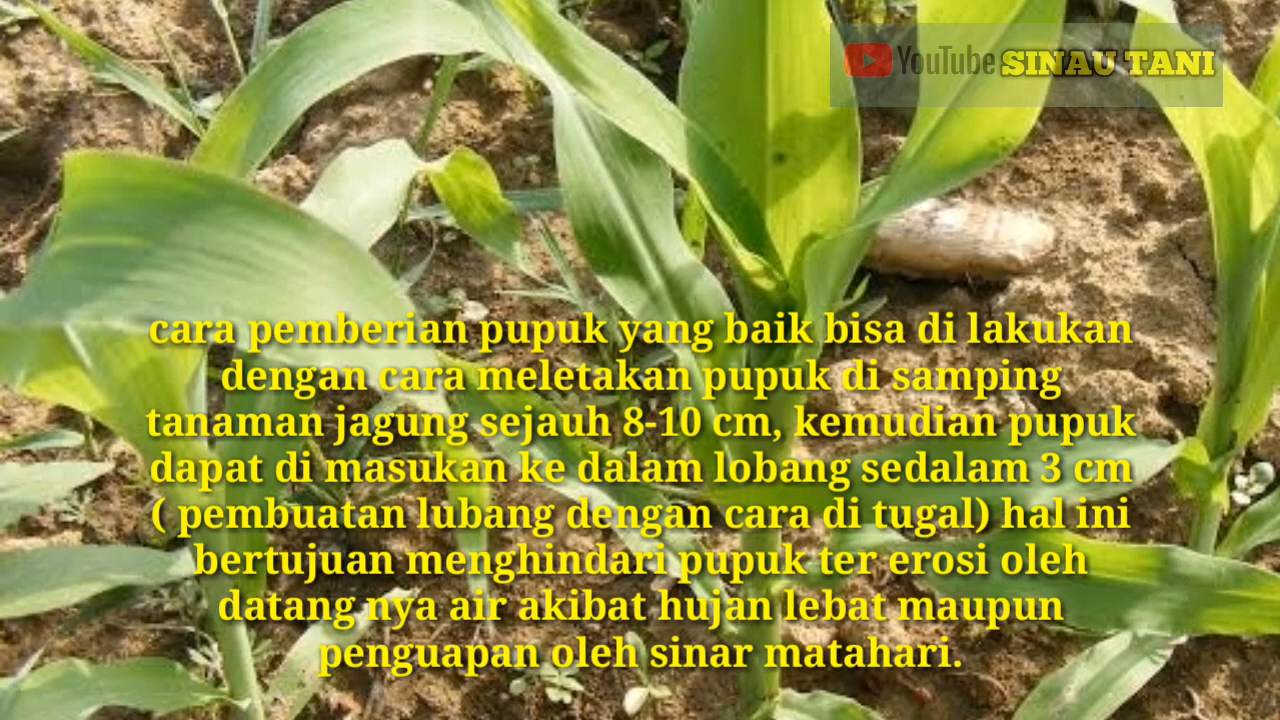 YouTube SINAU TANI
cara pemberian pupuk yang baik bisa di lakukan
dengan cara meletakan pupuk di samping
tanaman jagung sejauh 8-10 cm, kemudian pupuk
dapat di masukan ke dalam lobang sedalam 3 cm
( pembuatan lubang dengan cara di tugal) hal ini
bertujuan menghindari pupuk ter erosi oleh
datang nya air akibat hujan lebat maupun
penguapan oleh sinar matahari.